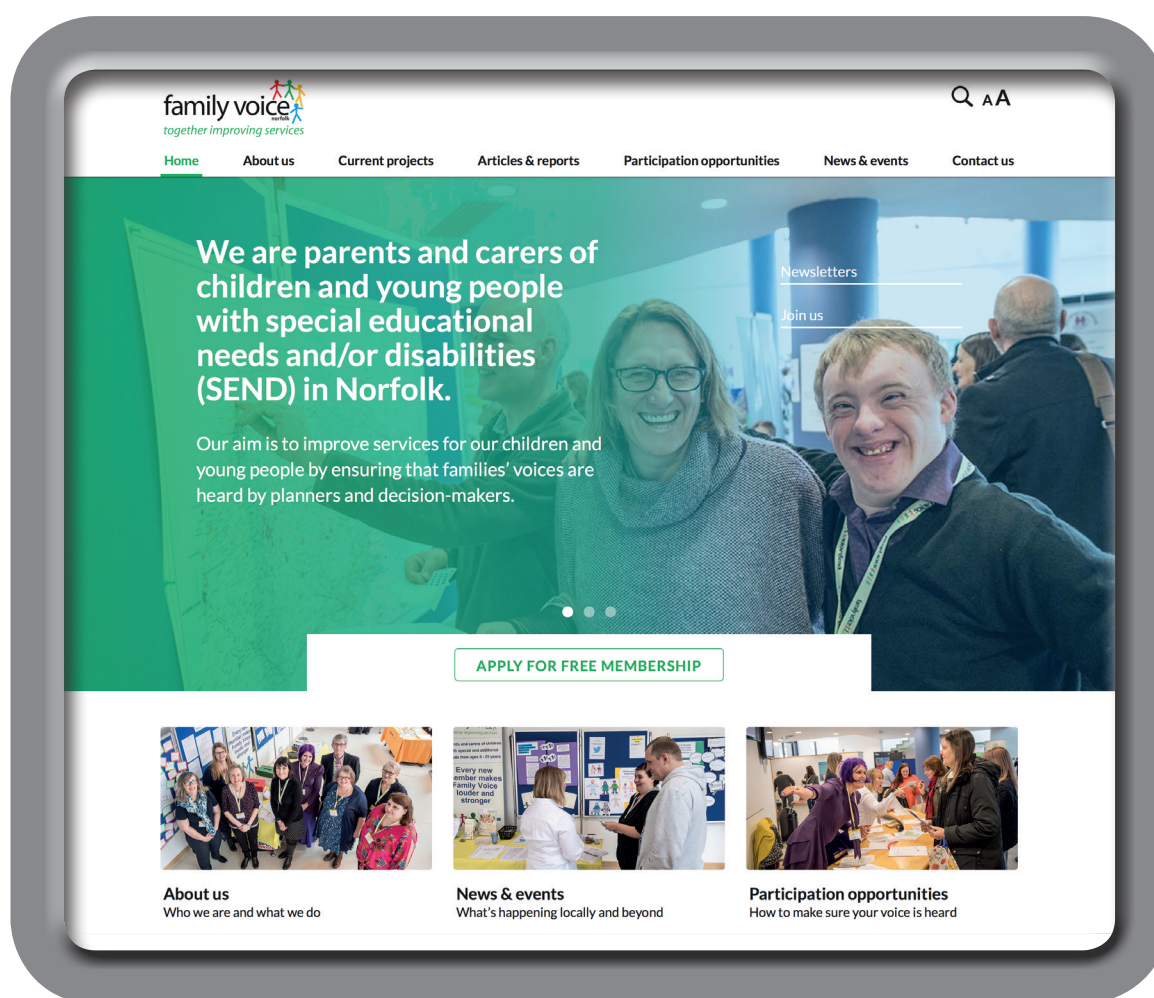 family voice
norfolk
together improving services
A A
Home About us Current projects Articles & reports Participation opportunities News & events Contact us
We are parents and carers of
children and young people
with special educational
needs and/or disabilities
(SEND) in Norfolk.
Our aim is to improve services for our children and
young people by ensuring that families' voices are
heard by planners and decision-makers.
Newsletters
Join us
APPLY FOR FREE MEMBERSHIP
Every new
member makes
Family Voice
louder and
stronger
About us
Who we are and what we do
News & events
What's happening locally and beyond
Participation opportunities
How to make sure your voice is heard